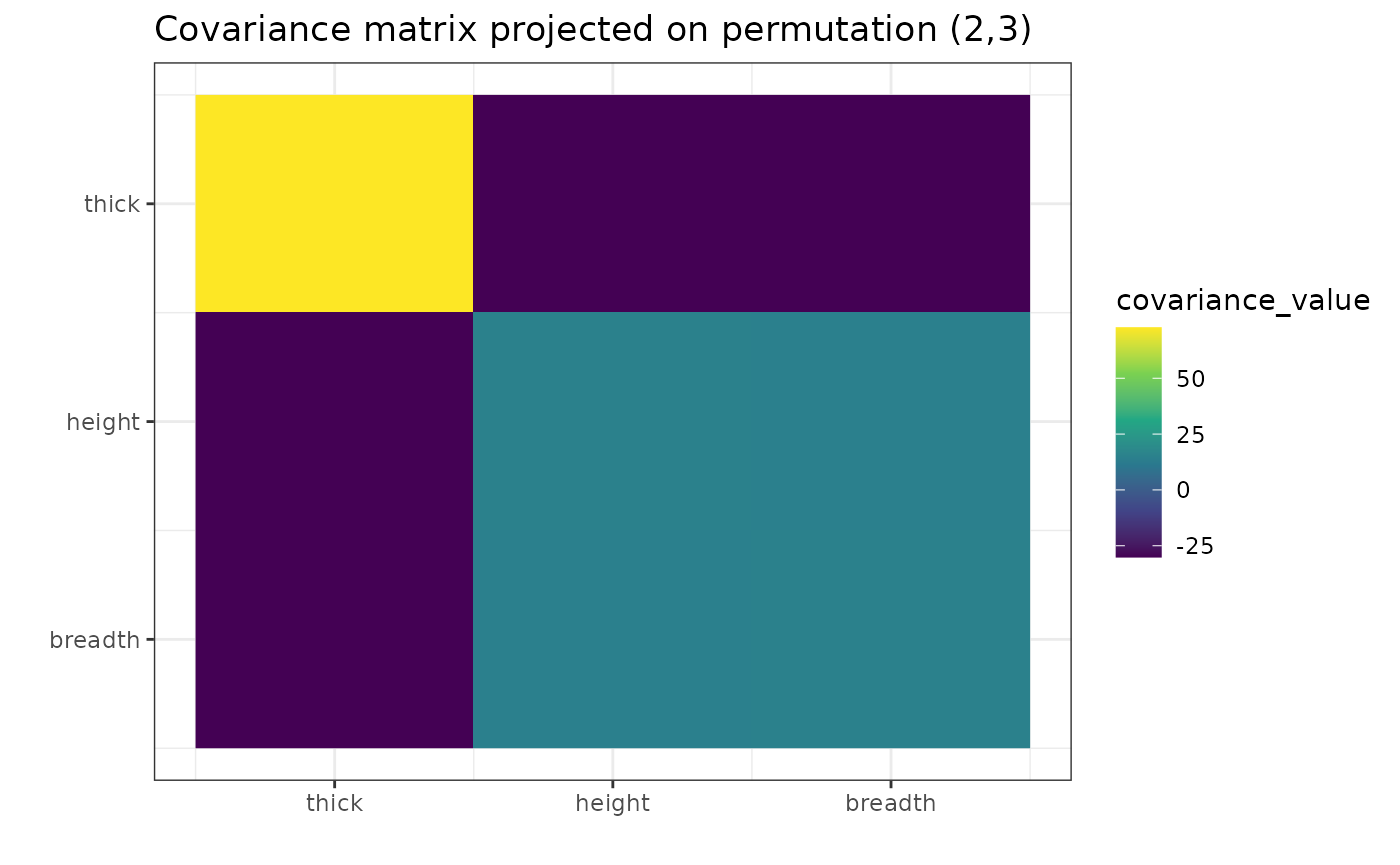 Covariance matrix projected on permutation (2,3)
thick
height
breadth
thick
height
breadth
covariance_value
50
25
0
-25